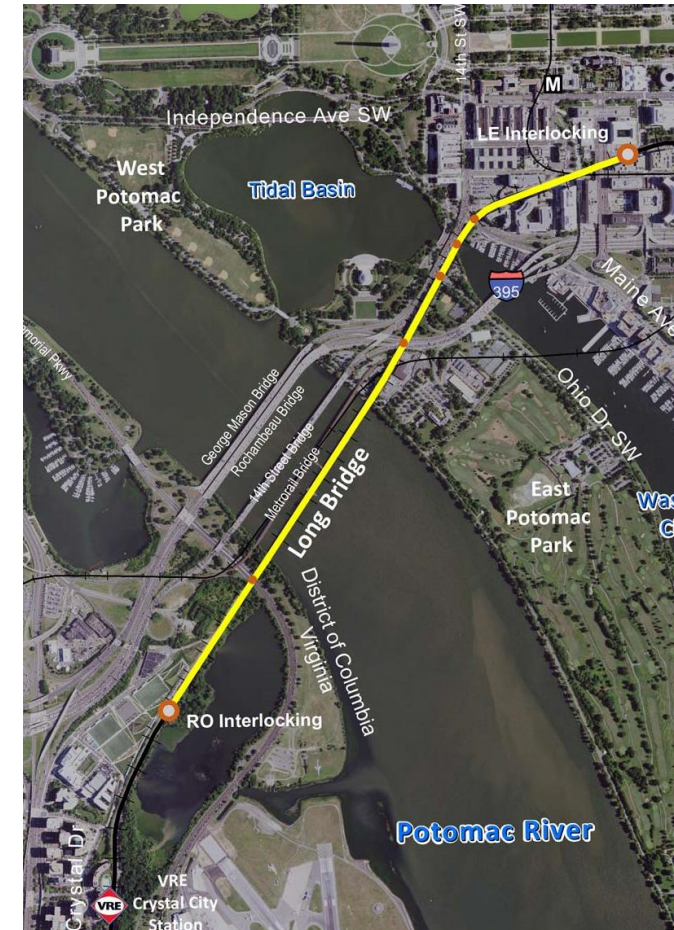 14th St SW
M
Independence Ave SW
LE Interlocking
West
Potomac
Park
Tidal Basin
395
Maine Ave
emorial Pkwy
George Mason Bridge
Rochambeau Bridge
14th Street Bridge
Metrorail Bridge
Long Bridge
Ohio Dr SW
East
Potomac
Park
Was
C
District of Columbia
Virginia
RO Interlocking
Potomac River
Crystal Dr
VRE
VRE
Crystal City
Station